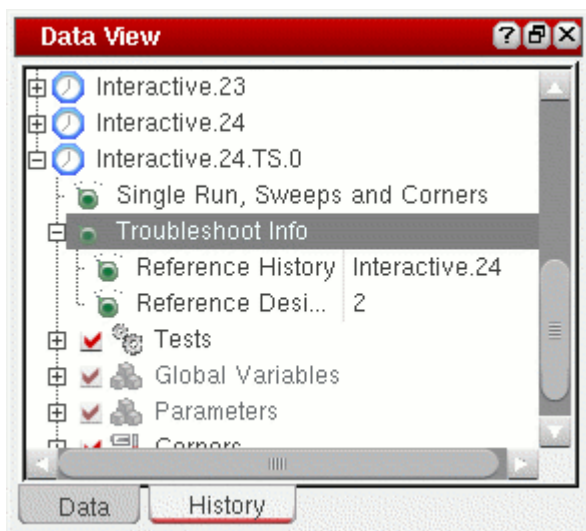 Data View
Interactive.23
Interactive.24
Interactive.24.TS.0
Single Run, Sweeps and Corners
Troubleshoot Info
Reference History Interactive.24
Reference Desi... 2
Tests
Global Variables
Parameters
Corners
Data History